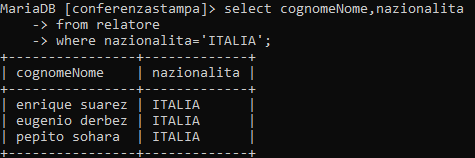 MariaDB [conferenzastampa]> select cognomeNome,nazionalita
    -> from relatore
    -> where nazionalita='ITALIA';
+----------------+-------------+
| cognomeNome    | nazionalita |
+----------------+-------------+
| enrique suarez | ITALIA      |
| eugenio derbez | ITALIA      |
| pepito sohara  | ITALIA      |
+----------------+-------------+